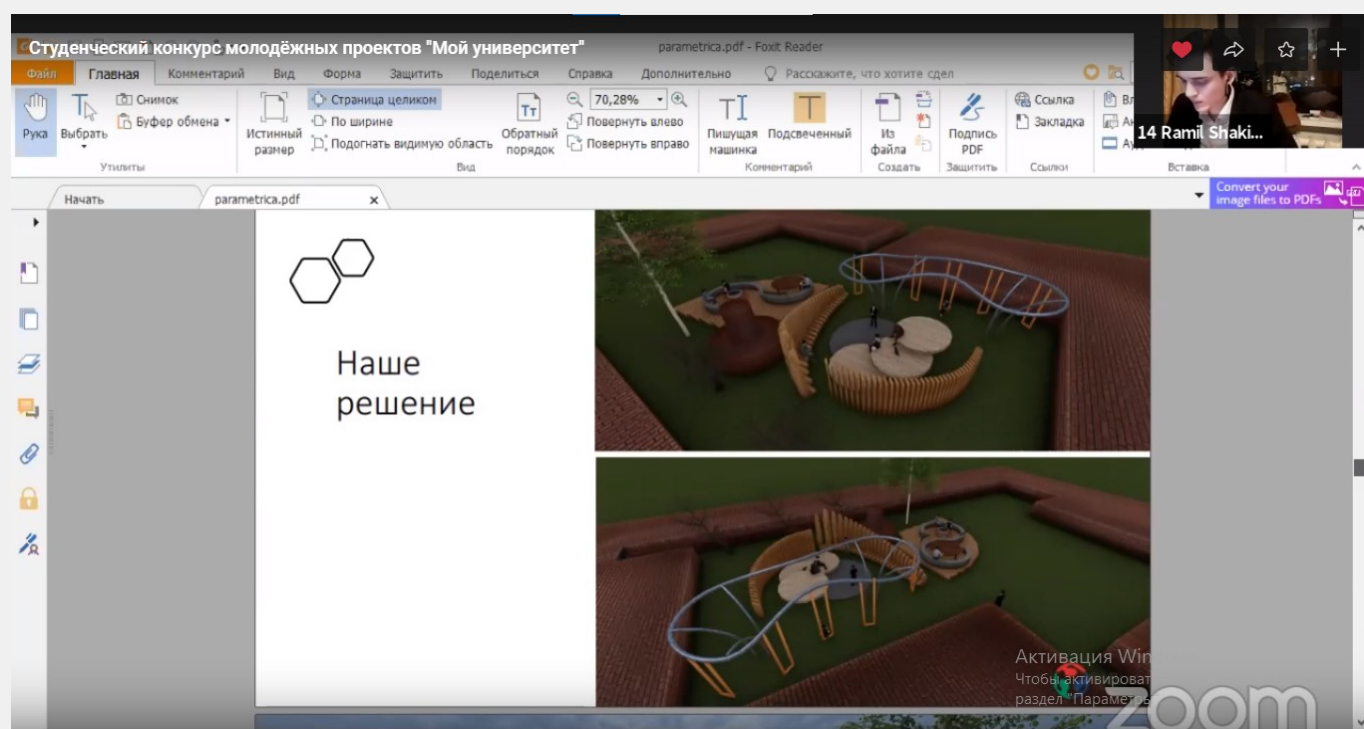 Студенческий конкурс молодёжных проектов "Мой университет"
parametrica.pdf - Foxit Reader
Файл Главная Комментарий Вид Форма Защитить Поделиться Справка Дополнительно Расскажите, что хотите сдел
Рука
Выбрать
Снимок
Буфер обмена
Утилиты
Истинный
размер
Страница целиком
По ширине
Подогнать видимую область
Обратный
порядок
70,28%
Повернуть влево
Повернуть вправо
Вид
Пишущая
машинка
Подсвеченный
Комментарий
Из
файла
Создать
Подпись
PDF
Защитить
Ссылка
Закладка
Ссылки
Вставка
14 Ramil Shaki...
Начать
parametrica.pdf
Convert your
image files to PDFs
Наше
решение
Активация Win
Чтобы активироват
раздел "Параметры
zoom